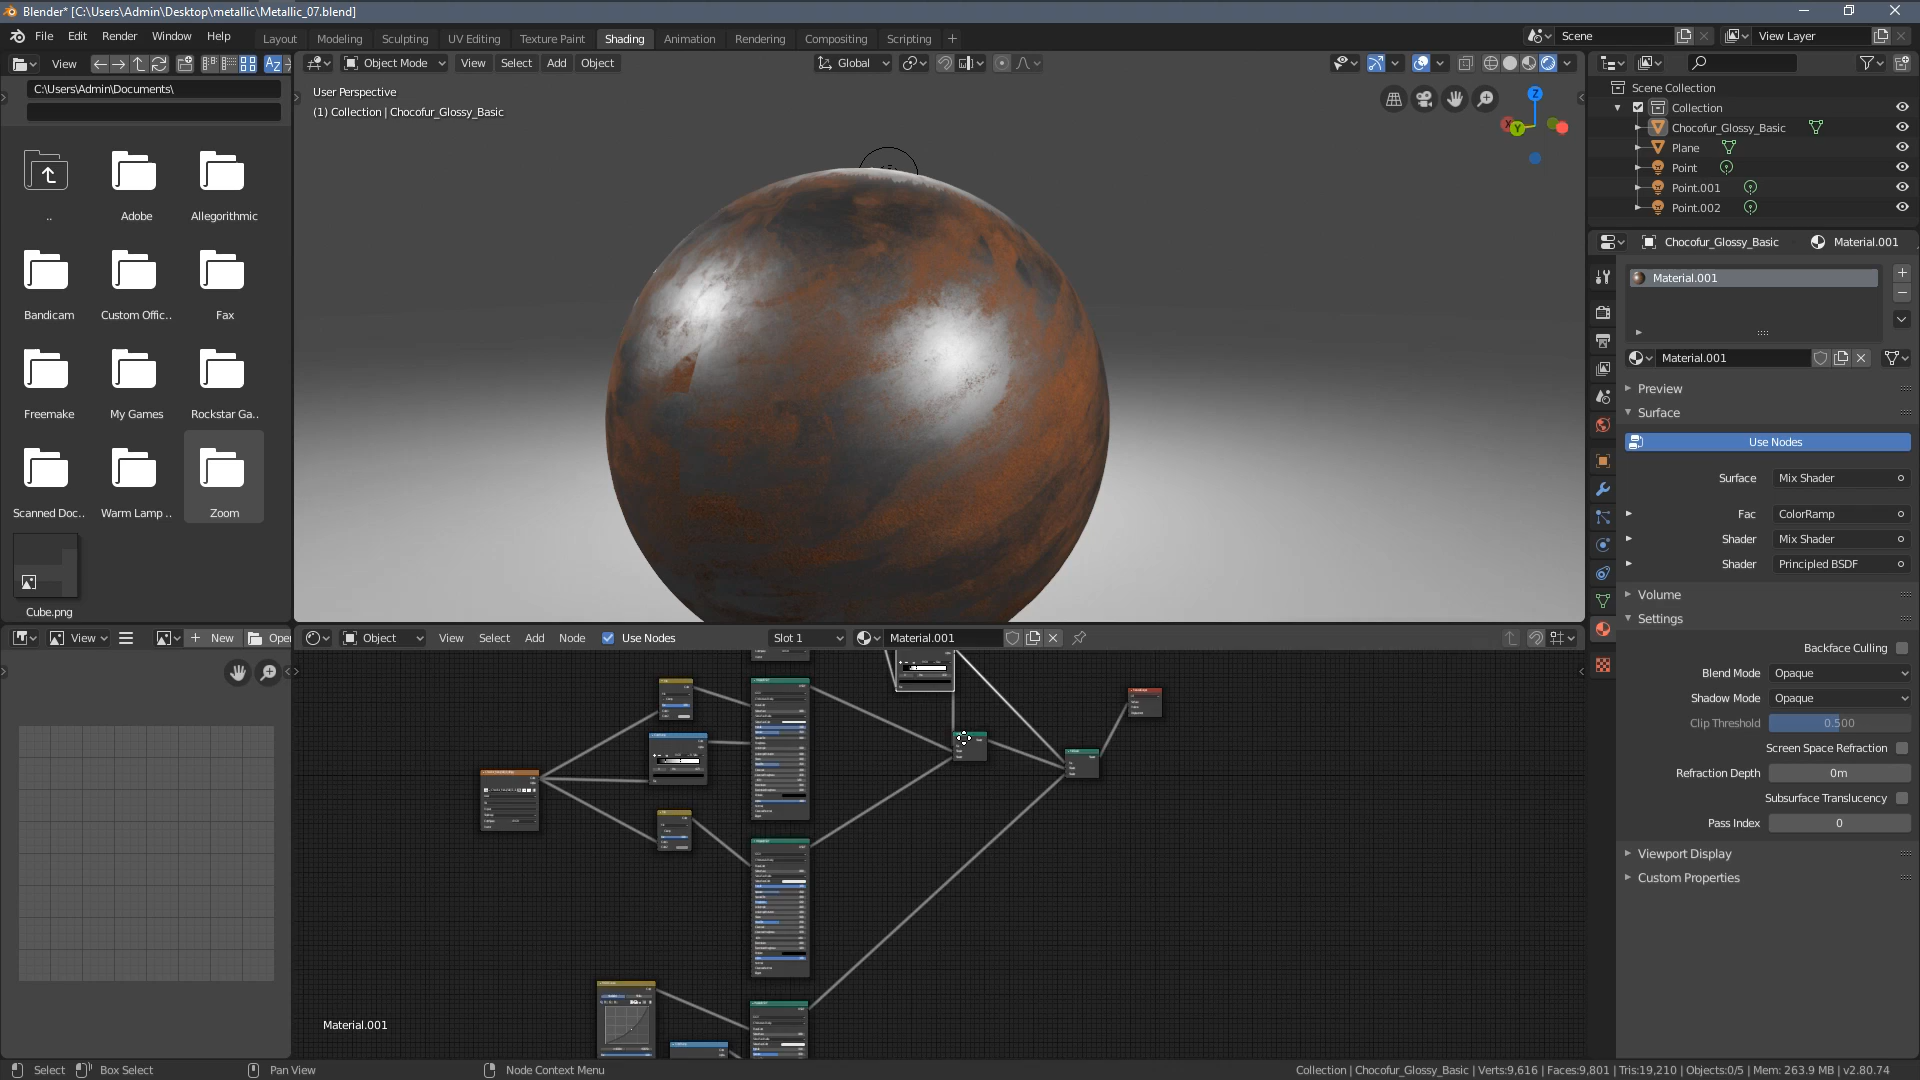 Blender* [C:\Users\Admin\Desktop\metallic\Metallic_07.blend]
File Edit Render Window Help Layout Modeling Sculpting UV Editing Texture Paint Shading Animation Rendering Compositing Scripting + Scene View Layer
View Object Mode View Select Add Object Global
C:\Users\Admin\Documents\
User Perspective
(1) Collection | Chocofur_Glossy_Basic
Z
X
Y
Scene Collection
Collection
Chocofur_Glossy_Basic
Plane
Point
Point.001
Point.002
.. Adobe Allegorithmic
Bandicam Custom Offic.. Fax
Freemake My Games Rockstar Ga..
Scanned Doc.. Warm Lamp .. Zoom
Cube.png
Chocofur_Glossy_Basic Material.001
Material.001
Material.001
Preview
Surface
Use Nodes
Surface Mix Shader
Fac ColorRamp
Shader Mix Shader
Shader Principled BSDF
Volume
Settings
Backface Culling
Blend Mode Opaque
Shadow Mode Opaque
Clip Threshold 0.500
Screen Space Refraction
Refraction Depth 0m
Subsurface Translucency
Pass Index 0
Viewport Display
Custom Properties
View New Open
Object View Select Add Node Use Nodes Slot 1 Material.001
Material.001
Select Box Select Pan View Node Context Menu Collection | Chocofur_Glossy_Basic | Verts:9,616 | Faces:9,801 | Tris:19,210 | Objects:0/5 | Mem: 263.9 MB | v2.80.74